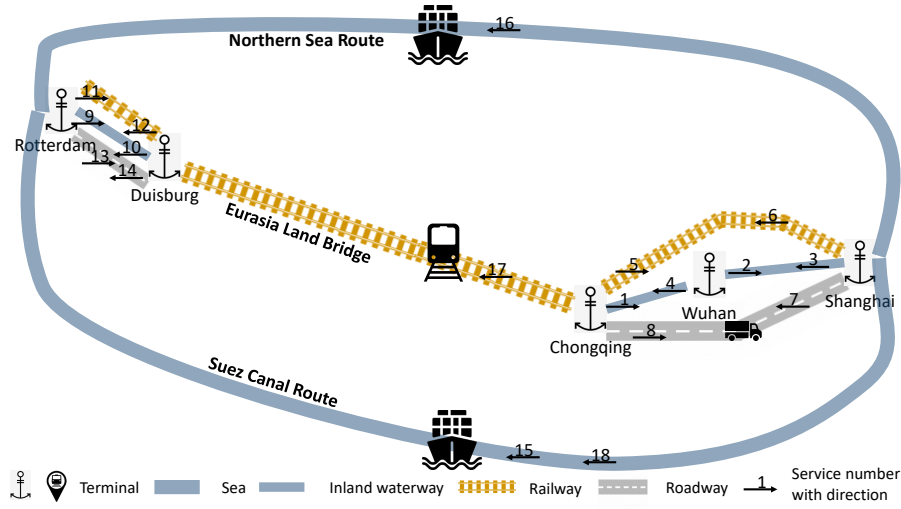 16
Northern Sea Route
11
9
12
Rotterdam
10
13
14
Duisburg
Eurasia Land Bridge
17
6
5
2
3
4
1
Wuhan
7
Shanghai
8
Chongqing
Suez Canal Route
15
18
Terminal
Sea
Inland waterway
Railway
Roadway
1
Service number
with direction